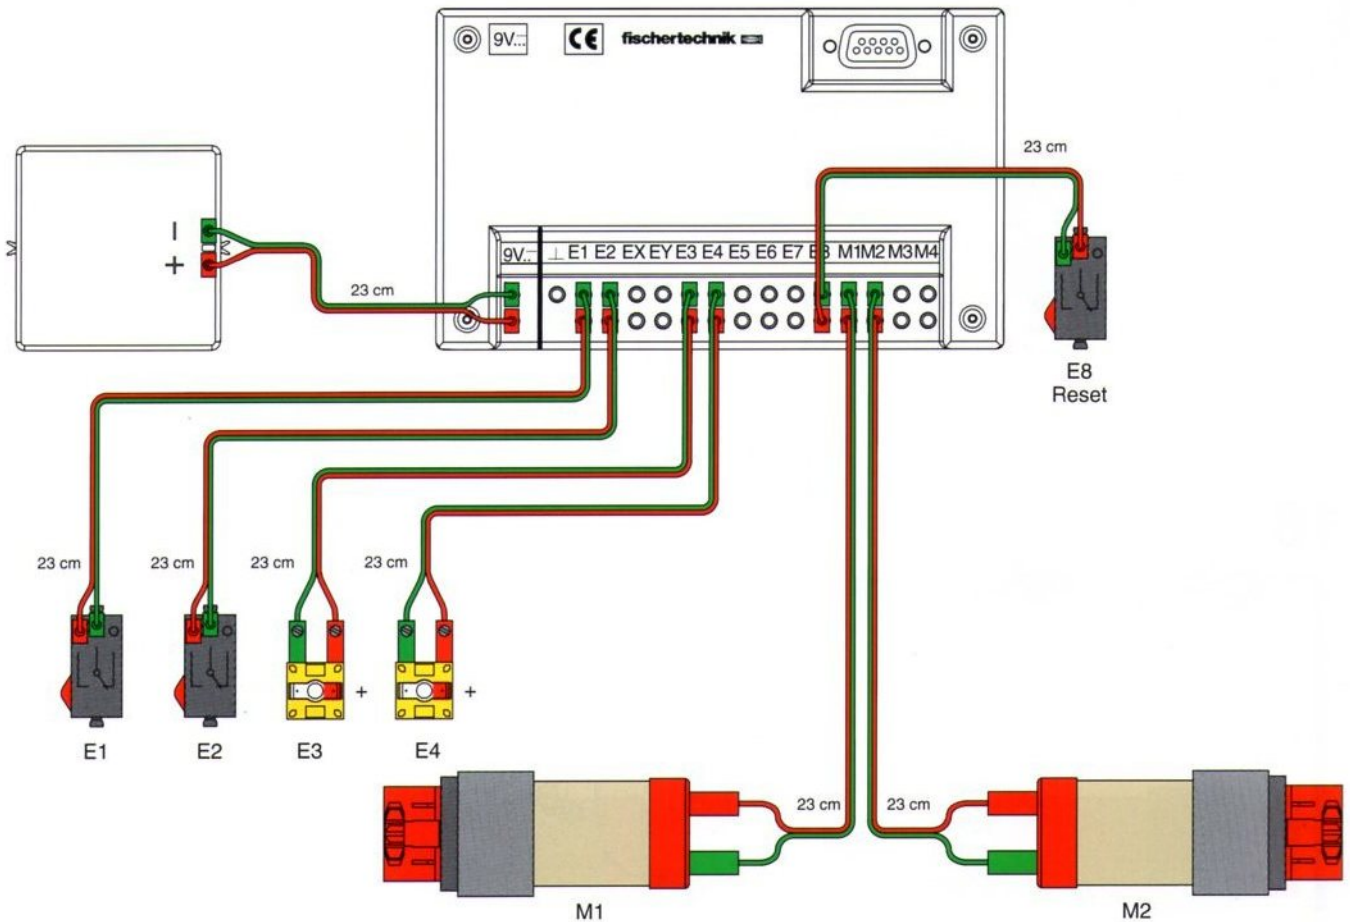 9V
CE
fischertechnik
23 cm
−
+
23 cm
9V
⊥ E1 E2 EX EY E3 E4 E5 E6 E7 E8 M1 M2 M3 M4
E8
Reset
23 cm
23 cm
23 cm
23 cm
+
+
E1
E2
E3
E4
23 cm
23 cm
M1
M2